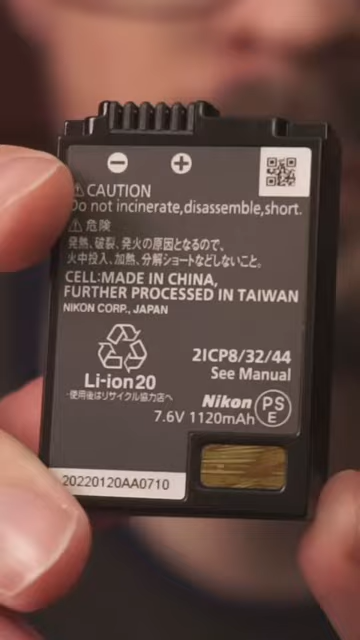 − +
⚠CAUTION
Do not incinerate,disassemble,short.
⚠危険
発熱、破裂、発火の原因となるので、
火中投入、加熱、分解ショートなどしないこと。
CELL:MADE IN CHINA,
FURTHER PROCESSED IN TAIWAN
NIKON CORP., JAPAN
2ICP8/32/44
See Manual
Li-ion20
・使用後はリサイクル協力店へ
Nikon
PS
E
7.6V 1120mAh
20220120AA0710